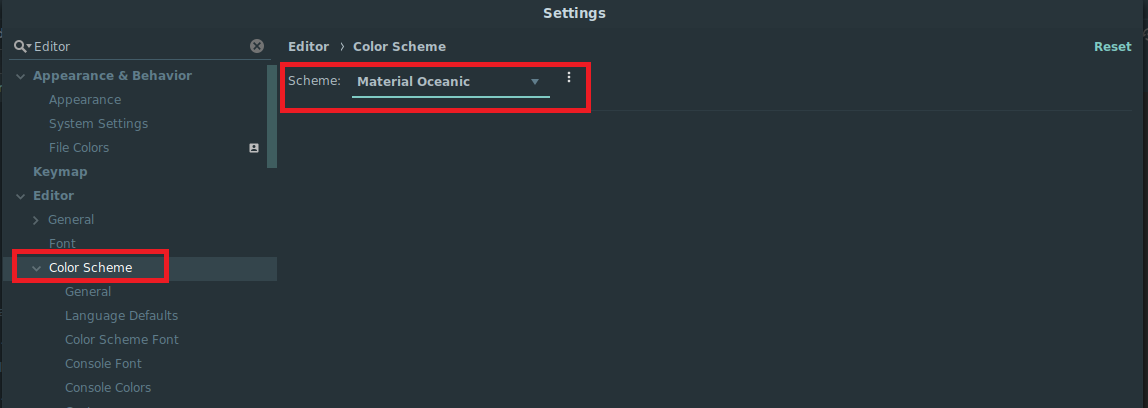 Settings
Editor
Appearance & Behavior
Appearance
System Settings
File Colors
Keymap
Editor
General
Font
Color Scheme
General
Language Defaults
Color Scheme Font
Console Font
Console Colors
Editor › Color Scheme
Reset
Scheme: Material Oceanic